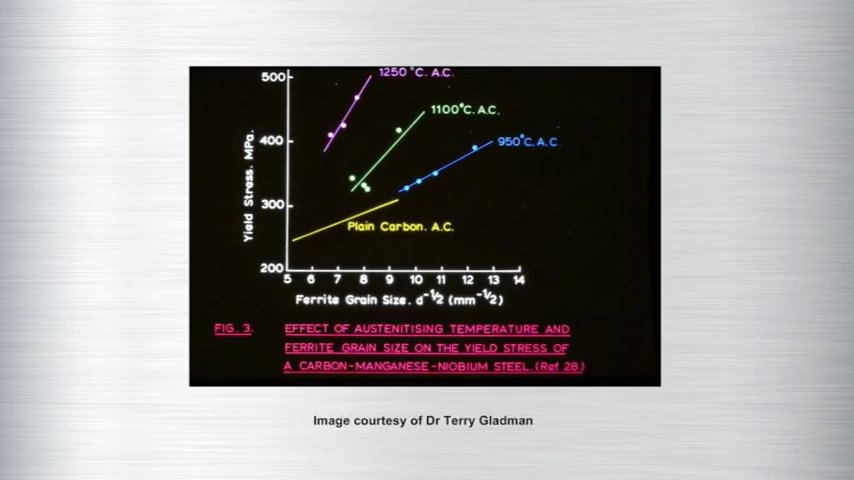 500
1250 °C. A.C.
1100°C. A.C.
400
950°C. A.C.
Yield Stress. MPa.
300
Plain Carbon. A.C.
200
5 6 7 8 9 10 11 12 13 14
Ferrite Grain Size. d⁻¹⁄² (mm⁻¹⁄²)
FIG. 3. EFFECT OF AUSTENITISING TEMPERATURE AND
FERRITE GRAIN SIZE ON THE YIELD STRESS OF
A CARBON-MANGANESE-NIOBIUM STEEL. (Ref 28)
Image courtesy of Dr Terry Gladman